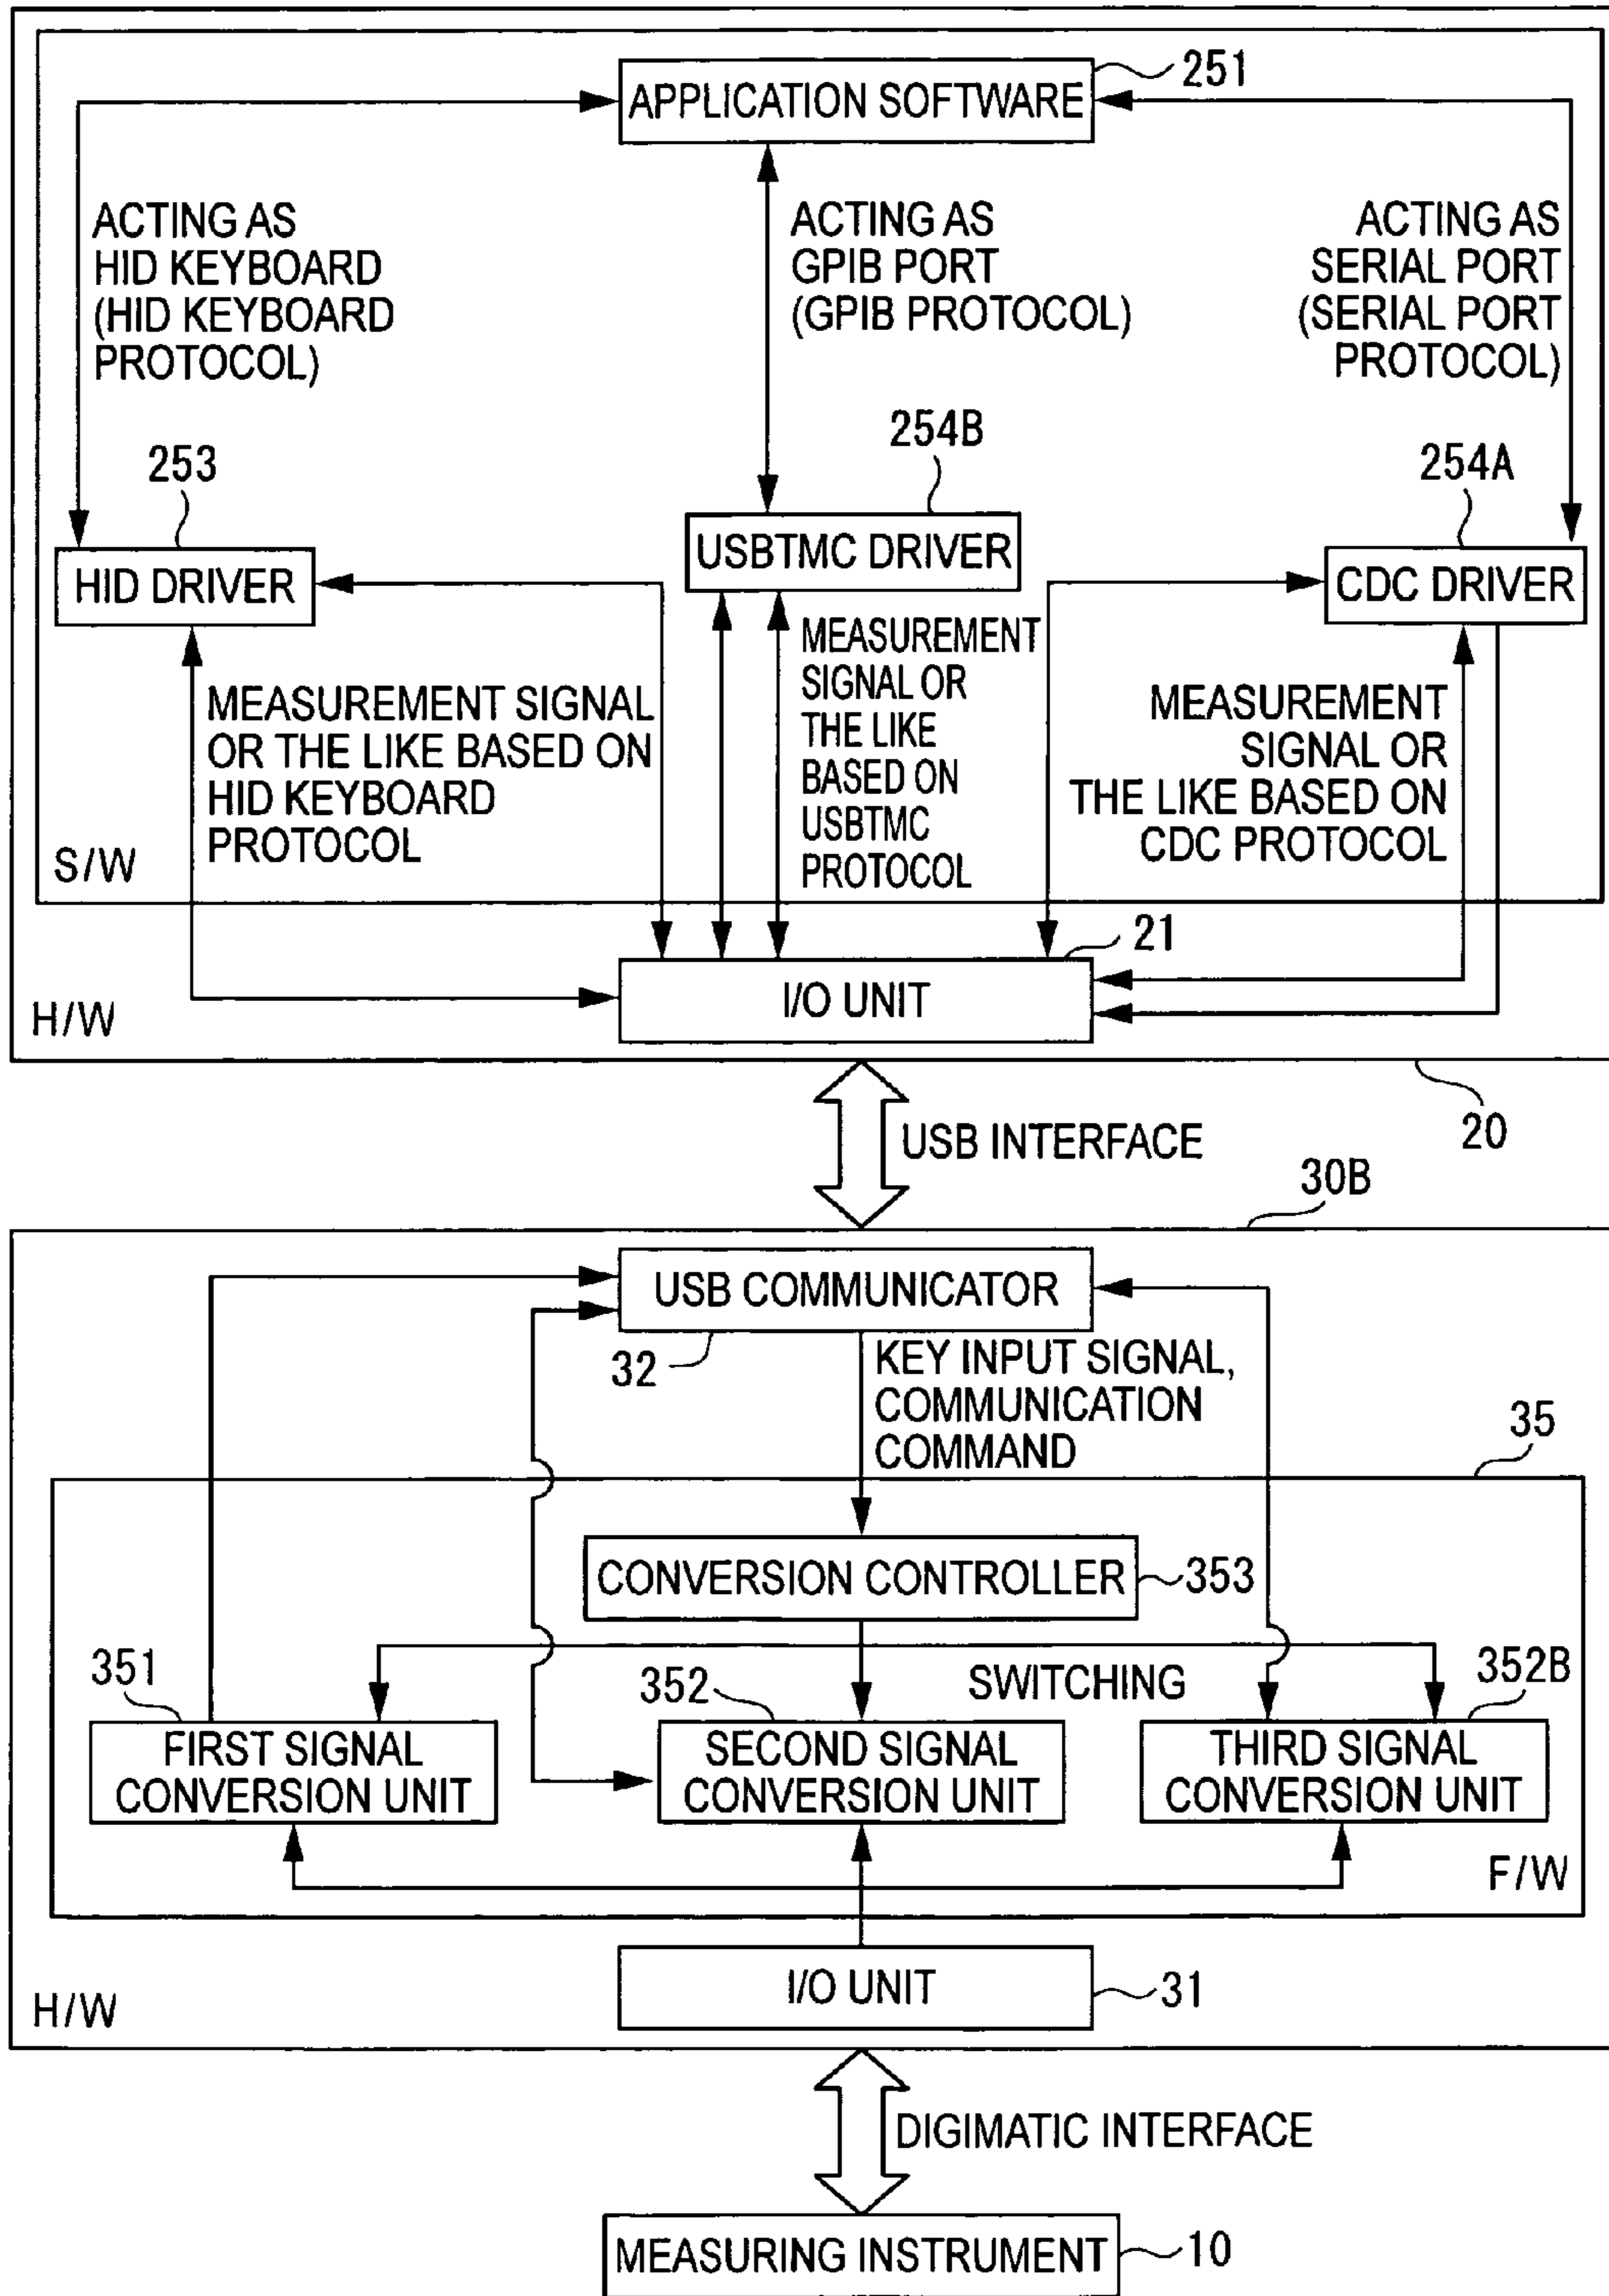 251
APPLICATION SOFTWARE
ACTING AS
HID KEYBOARD
(HID KEYBOARD
PROTOCOL)
ACTING AS
GPIB PORT
(GPIB PROTOCOL)
ACTING AS
SERIAL PORT
(SERIAL PORT
PROTOCOL)
253
254B
254A
HID DRIVER
USBTMC DRIVER
CDC DRIVER
MEASUREMENT SIGNAL
OR THE LIKE BASED ON
HID KEYBOARD
PROTOCOL
MEASUREMENT
SIGNAL OR
THE LIKE
BASED ON
USBTMC
PROTOCOL
MEASUREMENT
SIGNAL OR
THE LIKE BASED ON
CDC PROTOCOL
S/W
21
I/O UNIT
H/W
20
USB INTERFACE
30B
USB COMMUNICATOR
32
KEY INPUT SIGNAL,
COMMUNICATION
COMMAND
35
CONVERSION CONTROLLER
353
351
352
SWITCHING
352B
FIRST SIGNAL
CONVERSION UNIT
SECOND SIGNAL
CONVERSION UNIT
THIRD SIGNAL
CONVERSION UNIT
F/W
I/O UNIT
31
H/W
DIGIMATIC INTERFACE
MEASURING INSTRUMENT
10